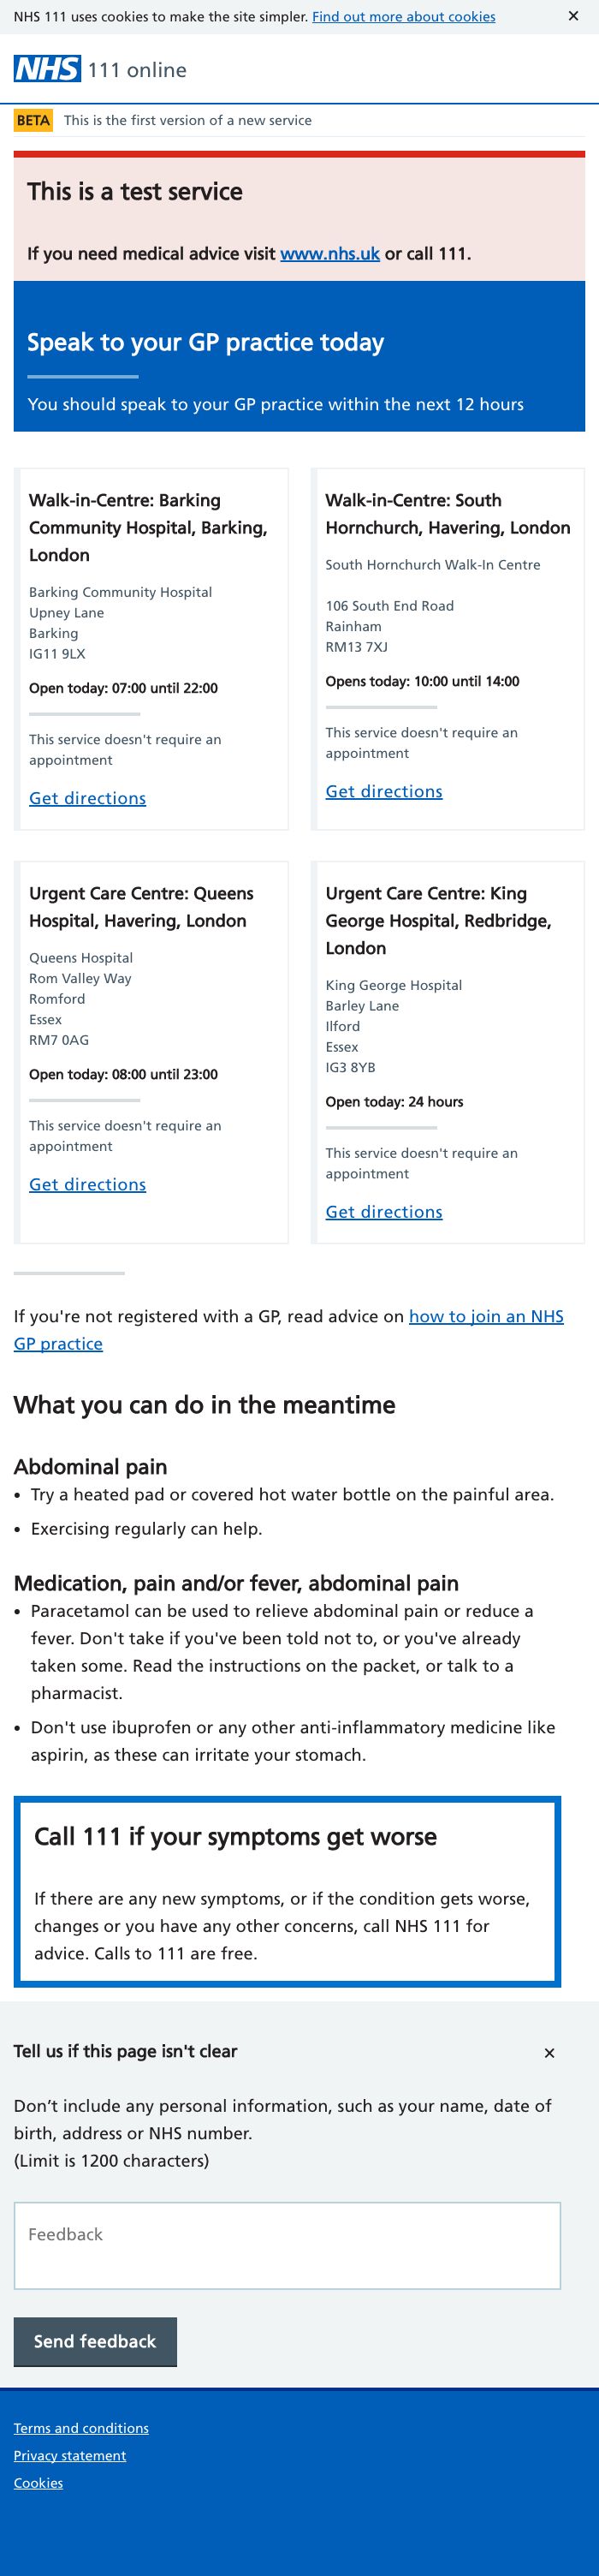 NHS 111 uses cookies to make the site simpler. Find out more about cookies ✕
NHS 111 online
BETA This is the first version of a new service
This is a test service
If you need medical advice visit www.nhs.uk or call 111.
Speak to your GP practice today
You should speak to your GP practice within the next 12 hours
Walk-in-Centre: Barking
Community Hospital, Barking,
London
Barking Community Hospital
Upney Lane
Barking
IG11 9LX
Open today: 07:00 until 22:00
This service doesn't require an
appointment
Get directions
Walk-in-Centre: South
Hornchurch, Havering, London
South Hornchurch Walk-In Centre
106 South End Road
Rainham
RM13 7XJ
Opens today: 10:00 until 14:00
This service doesn't require an
appointment
Get directions
Urgent Care Centre: Queens
Hospital, Havering, London
Queens Hospital
Rom Valley Way
Romford
Essex
RM7 0AG
Open today: 08:00 until 23:00
This service doesn't require an
appointment
Get directions
Urgent Care Centre: King
George Hospital, Redbridge,
London
King George Hospital
Barley Lane
Ilford
Essex
IG3 8YB
Open today: 24 hours
This service doesn't require an
appointment
Get directions
If you're not registered with a GP, read advice on how to join an NHS
GP practice
What you can do in the meantime
Abdominal pain
• Try a heated pad or covered hot water bottle on the painful area.
• Exercising regularly can help.
Medication, pain and/or fever, abdominal pain
• Paracetamol can be used to relieve abdominal pain or reduce a
fever. Don't take if you've been told not to, or you've already
taken some. Read the instructions on the packet, or talk to a
pharmacist.
• Don't use ibuprofen or any other anti-inflammatory medicine like
aspirin, as these can irritate your stomach.
Call 111 if your symptoms get worse
If there are any new symptoms, or if the condition gets worse,
changes or you have any other concerns, call NHS 111 for
advice. Calls to 111 are free.
Tell us if this page isn't clear ✕
Don’t include any personal information, such as your name, date of
birth, address or NHS number.
(Limit is 1200 characters)
Feedback
Send feedback
Terms and conditions
Privacy statement
Cookies